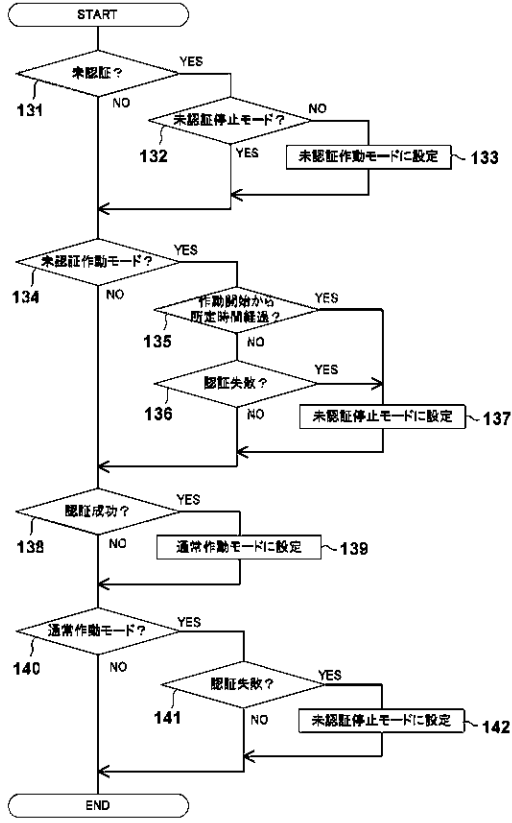 START
未認証？
YES
131
NO
未認証停止モード？
NO
132
YES
未認証作動モードに設定
133
未認証作動モード？
YES
134
NO
作動開始から
所定時間経過？
YES
135
NO
認証失敗？
YES
136
NO
未認証停止モードに設定
137
認証成功？
YES
138
NO
通常作動モードに設定
139
通常作動モード？
YES
140
NO
認証失敗？
YES
141
NO
未認証停止モードに設定
142
END